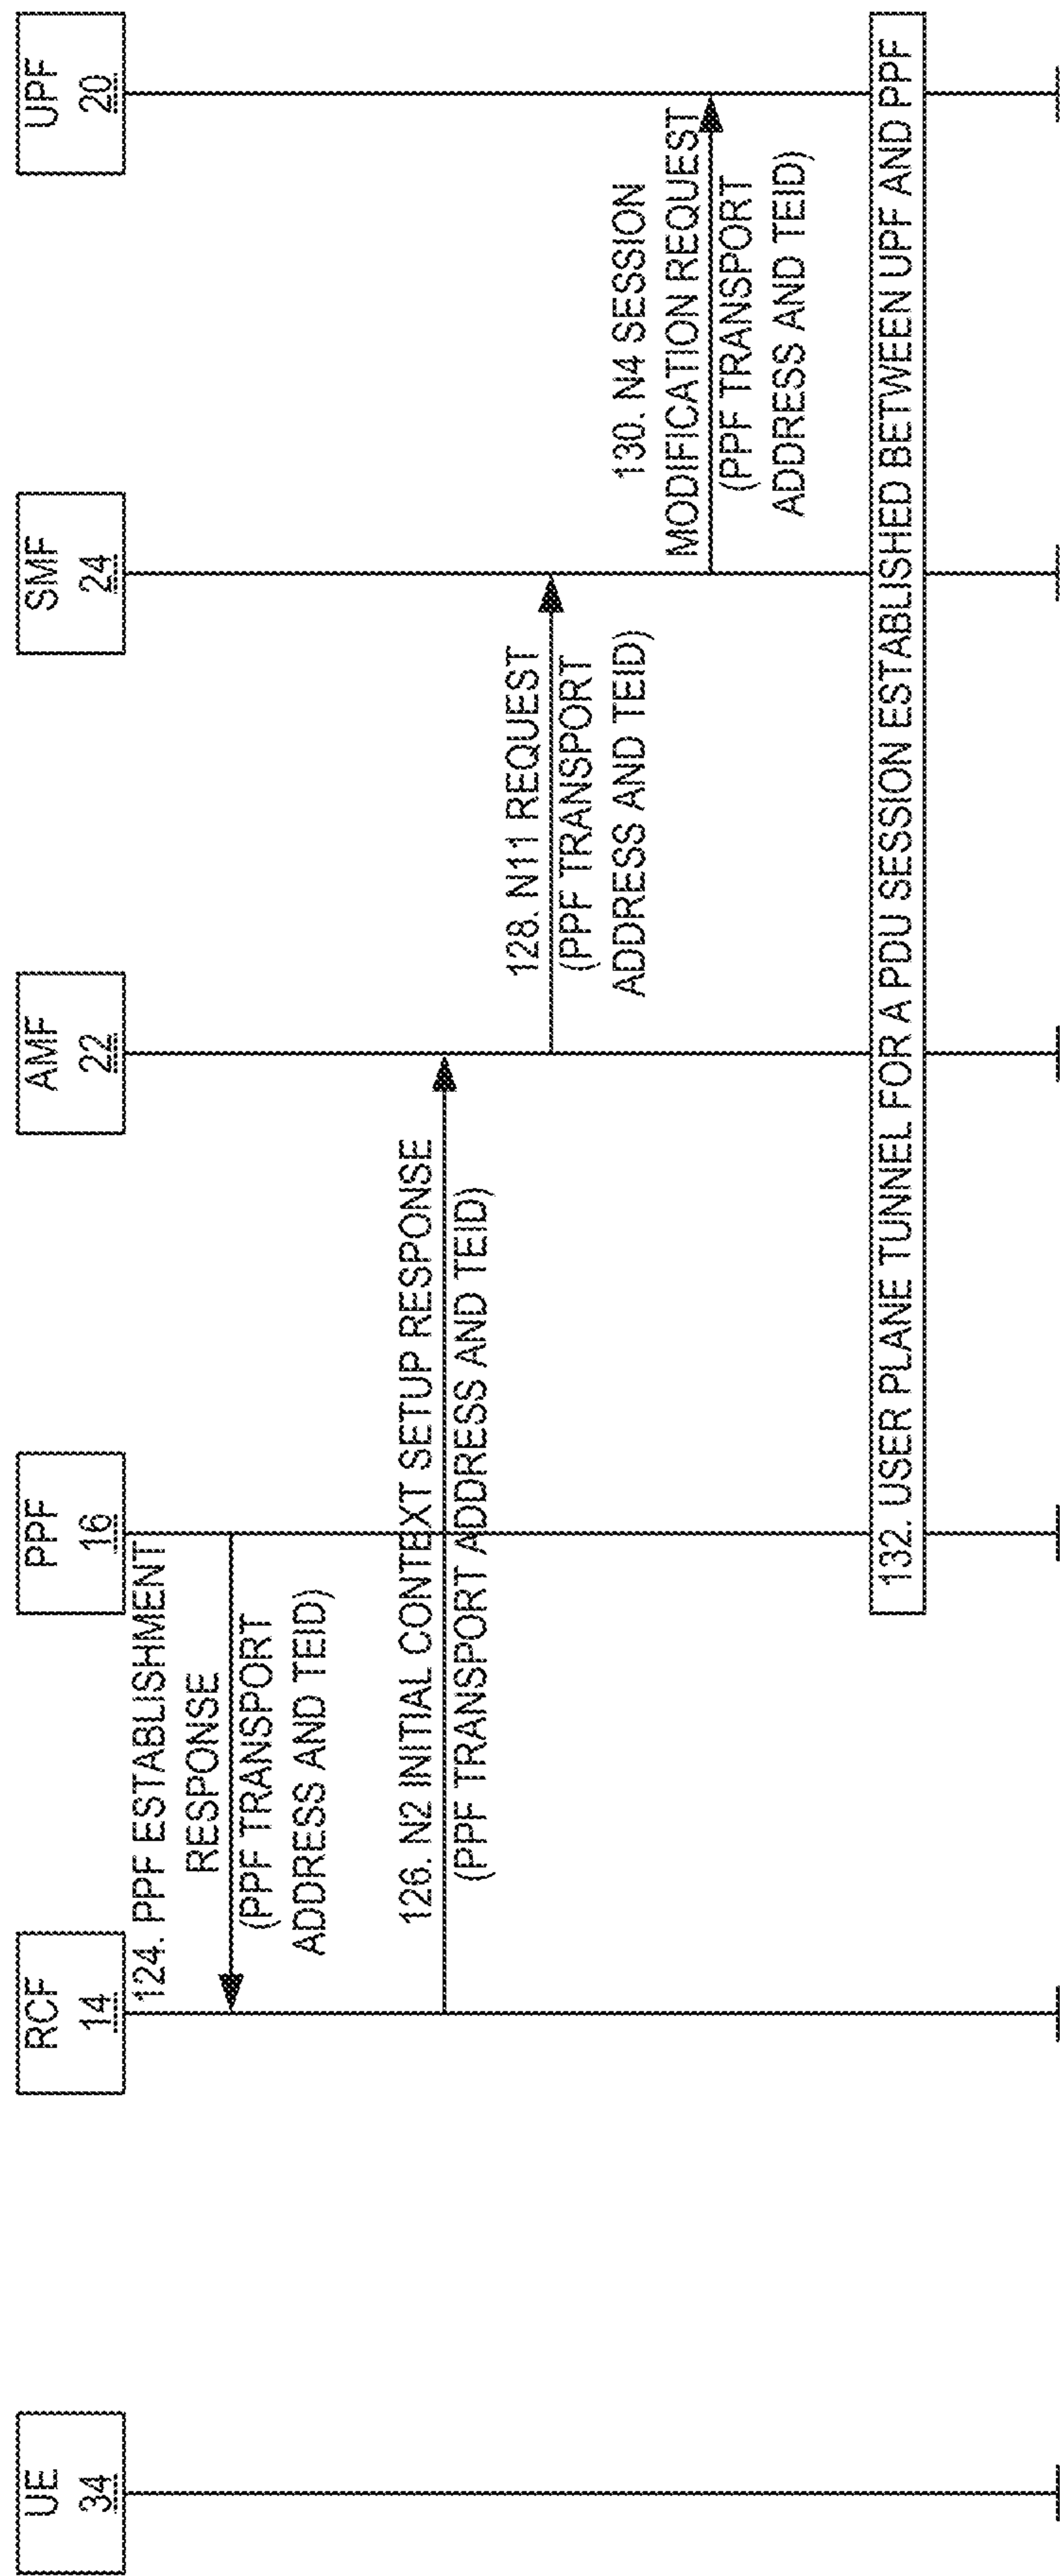 UE
34
RCF
14
PPF
16
AMF
22
SMF
24
UPF
20
124. PPF ESTABLISHMENT
RESPONSE
(PPF TRANSPORT
ADDRESS AND TEID)
126. N2 INITIAL CONTEXT SETUP RESPONSE
(PPF TRANSPORT ADDRESS AND TEID)
128. N11 REQUEST
(PPF TRANSPORT
ADDRESS AND TEID)
130. N4 SESSION
MODIFICATION REQUEST
(PPF TRANSPORT
ADDRESS AND TEID)
132. USER PLANE TUNNEL FOR A PDU SESSION ESTABLISHED BETWEEN UPF AND PPF